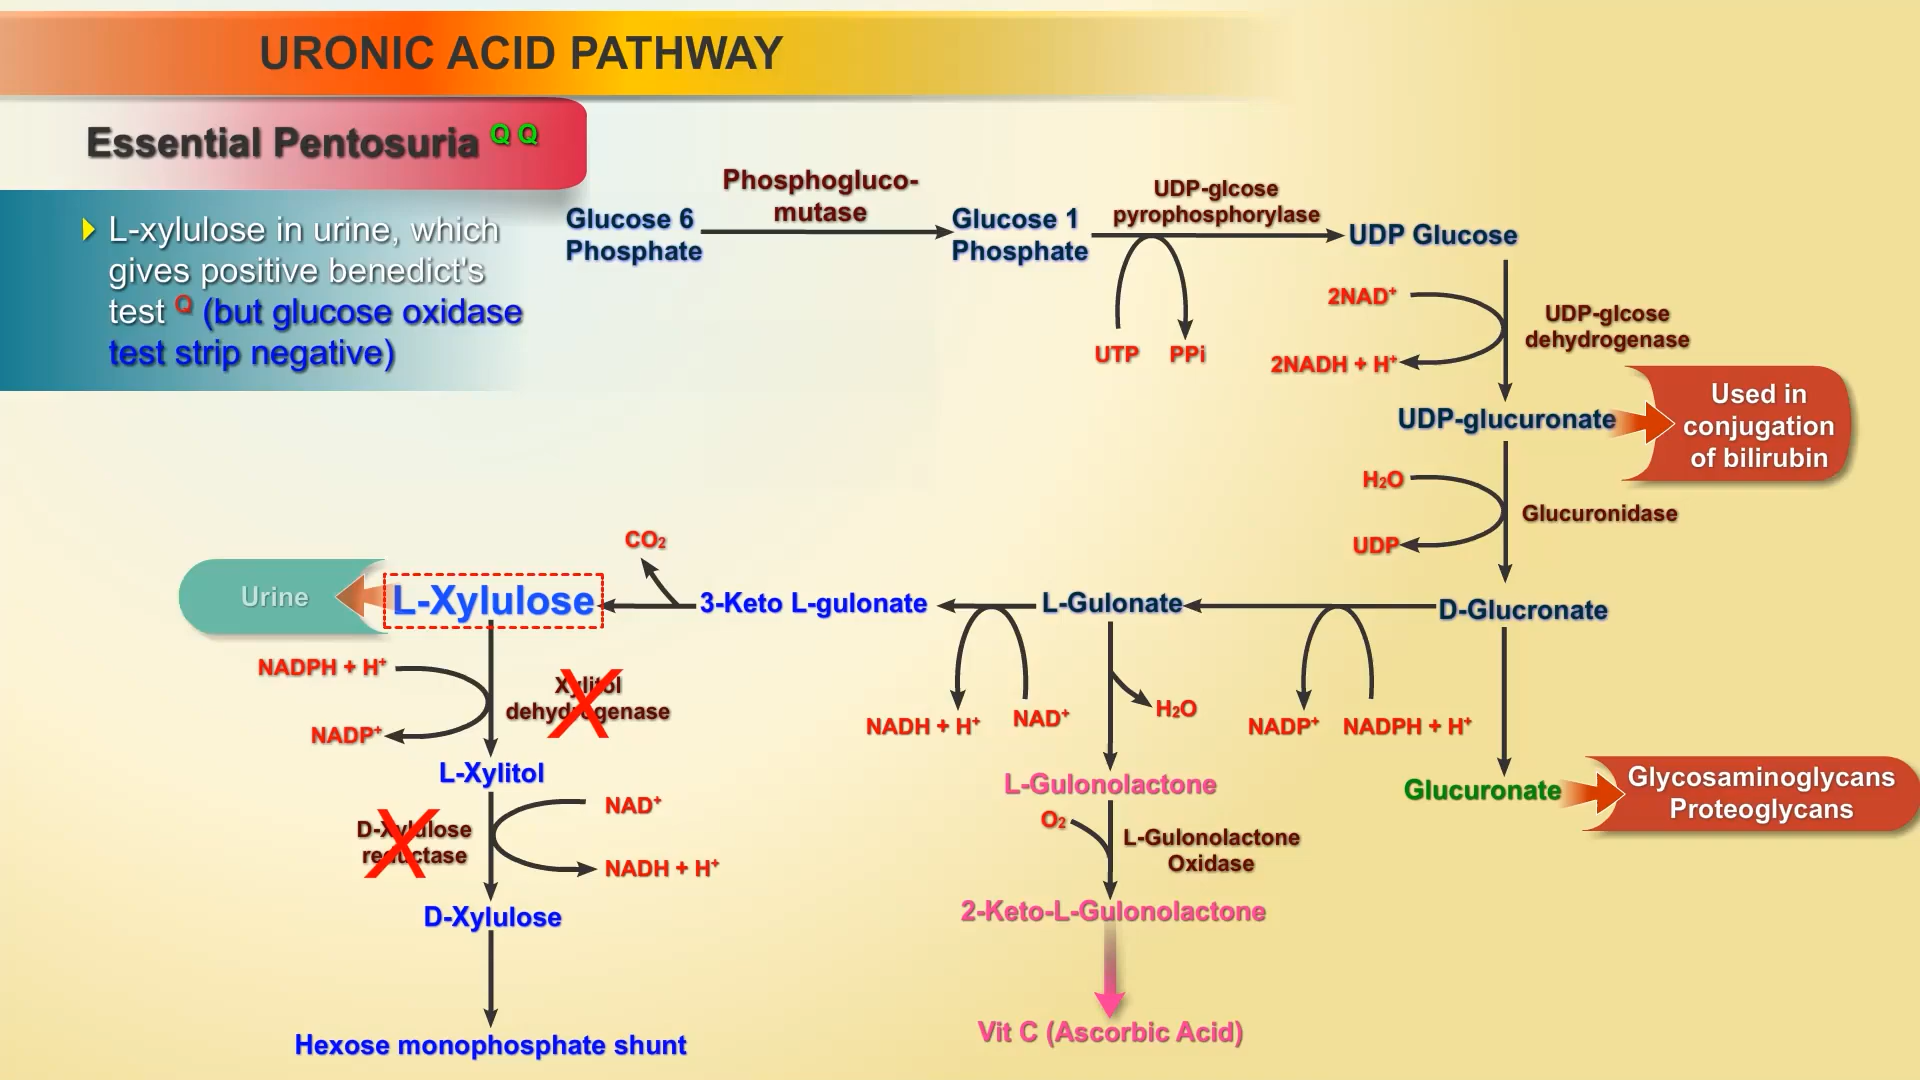 URONIC ACID PATHWAY
Essential Pentosuria Q Q
L-xylulose in urine, which
gives positive benedict's
test Q (but glucose oxidase
test strip negative)
Phosphogluco-
mutase
Glucose 6
Phosphate
Glucose 1
Phosphate
UDP-glcose
pyrophosphorylase
UDP Glucose
UTP
PPi
2NAD+
2NADH + H+
UDP-glcose
dehydrogenase
UDP-glucuronate
Used in
conjugation
of bilirubin
H2O
UDP
Glucuronidase
D-Glucronate
NADP+
NADPH + H+
Glucuronate
Glycosaminoglycans
Proteoglycans
L-Gulonate
NADH + H+
NAD+
H2O
L-Gulonolactone
O2
L-Gulonolactone
Oxidase
2-Keto-L-Gulonolactone
Vit C (Ascorbic Acid)
3-Keto L-gulonate
CO2
L-Xylulose
Urine
NADPH + H+
NADP+
Xylitol
dehydrogenase
L-Xylitol
D-Xylulose
reductase
NAD+
NADH + H+
D-Xylulose
Hexose monophosphate shunt